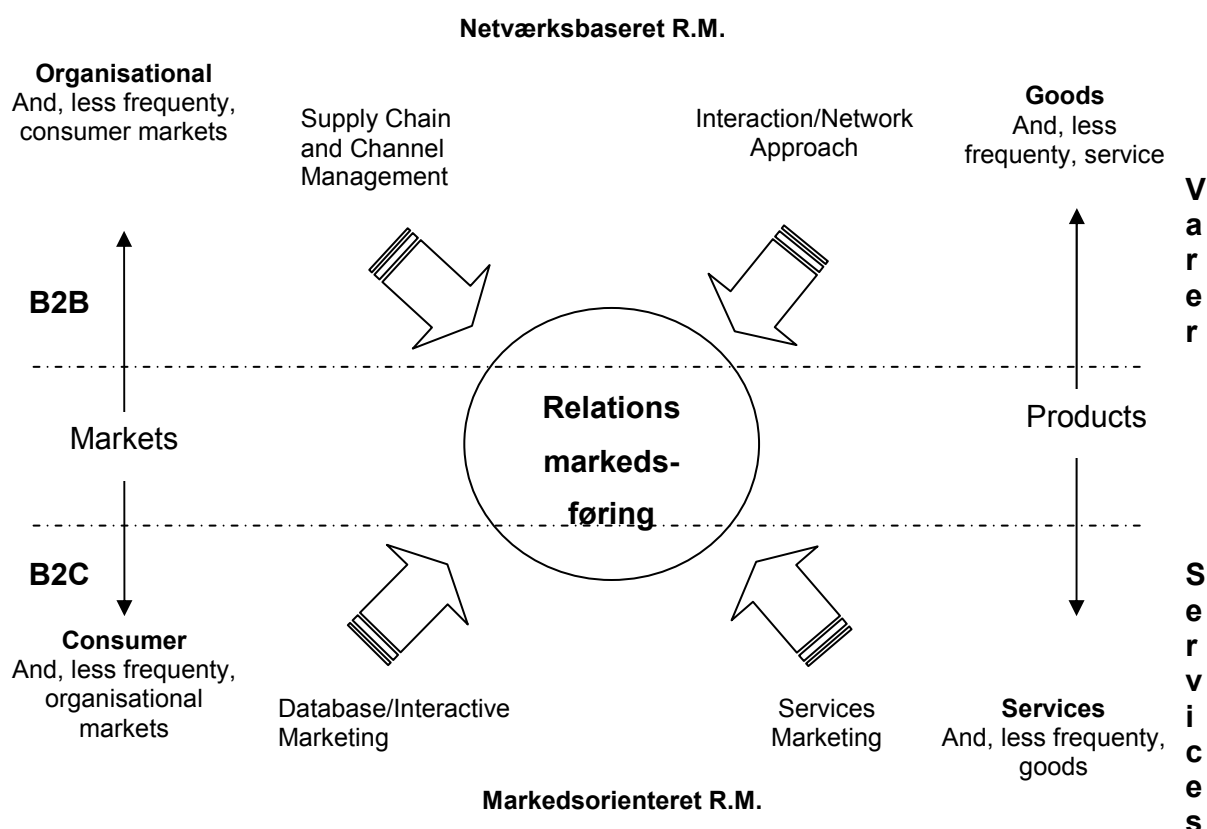 Netværksbaseret R.M.
Organisational
And, less frequenty,
consumer markets
Supply Chain
and Channel
Management
Interaction/Network
Approach
Goods
And, less
frequenty, service
V
a
r
e
r
B2B
Markets
Relations
markeds-
føring
Products
B2C
Consumer
And, less frequenty,
organisational
markets
Database/Interactive
Marketing
Services
Marketing
Services
And, less frequenty,
goods
S
e
r
v
i
c
e
s
Markedsorienteret R.M.